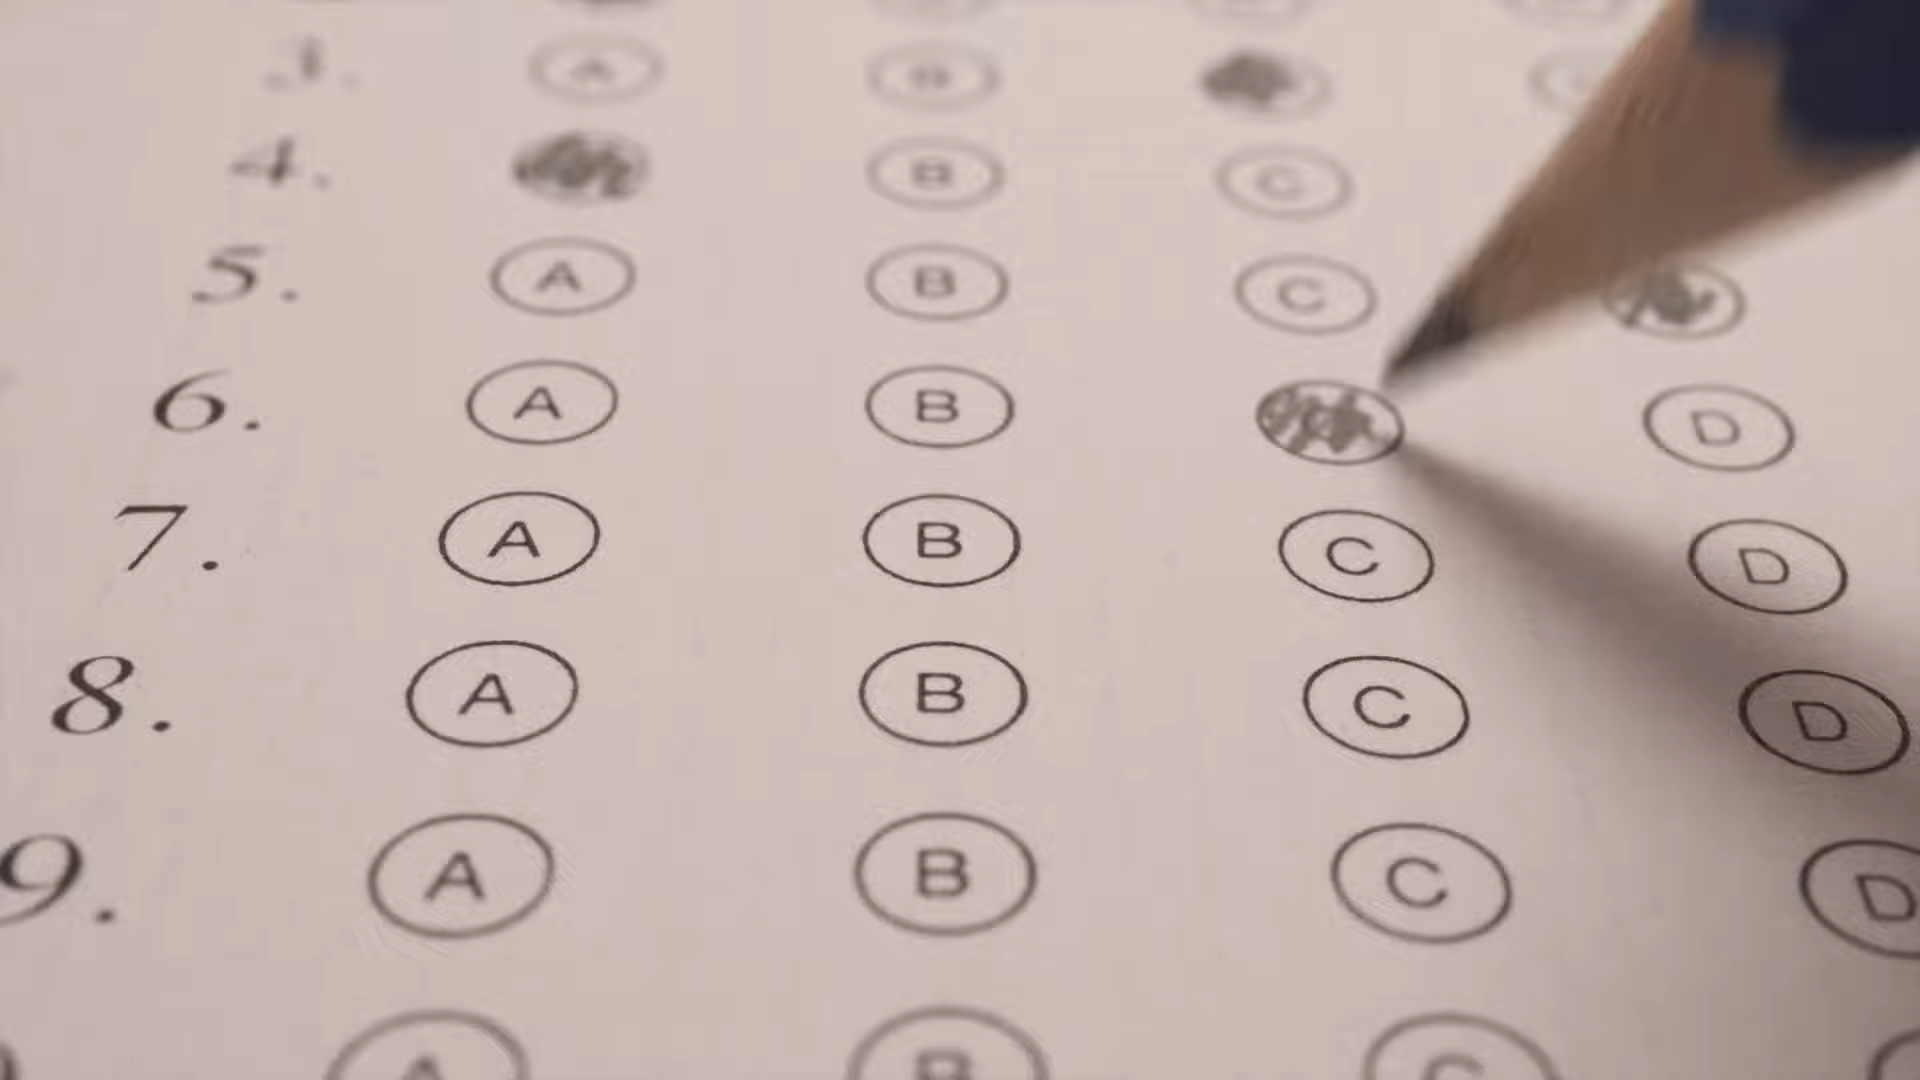 3. A B
4. B C
5. A B C
6. A B C D
7. A B C D
8. A B C D
9. A B C D
A B C